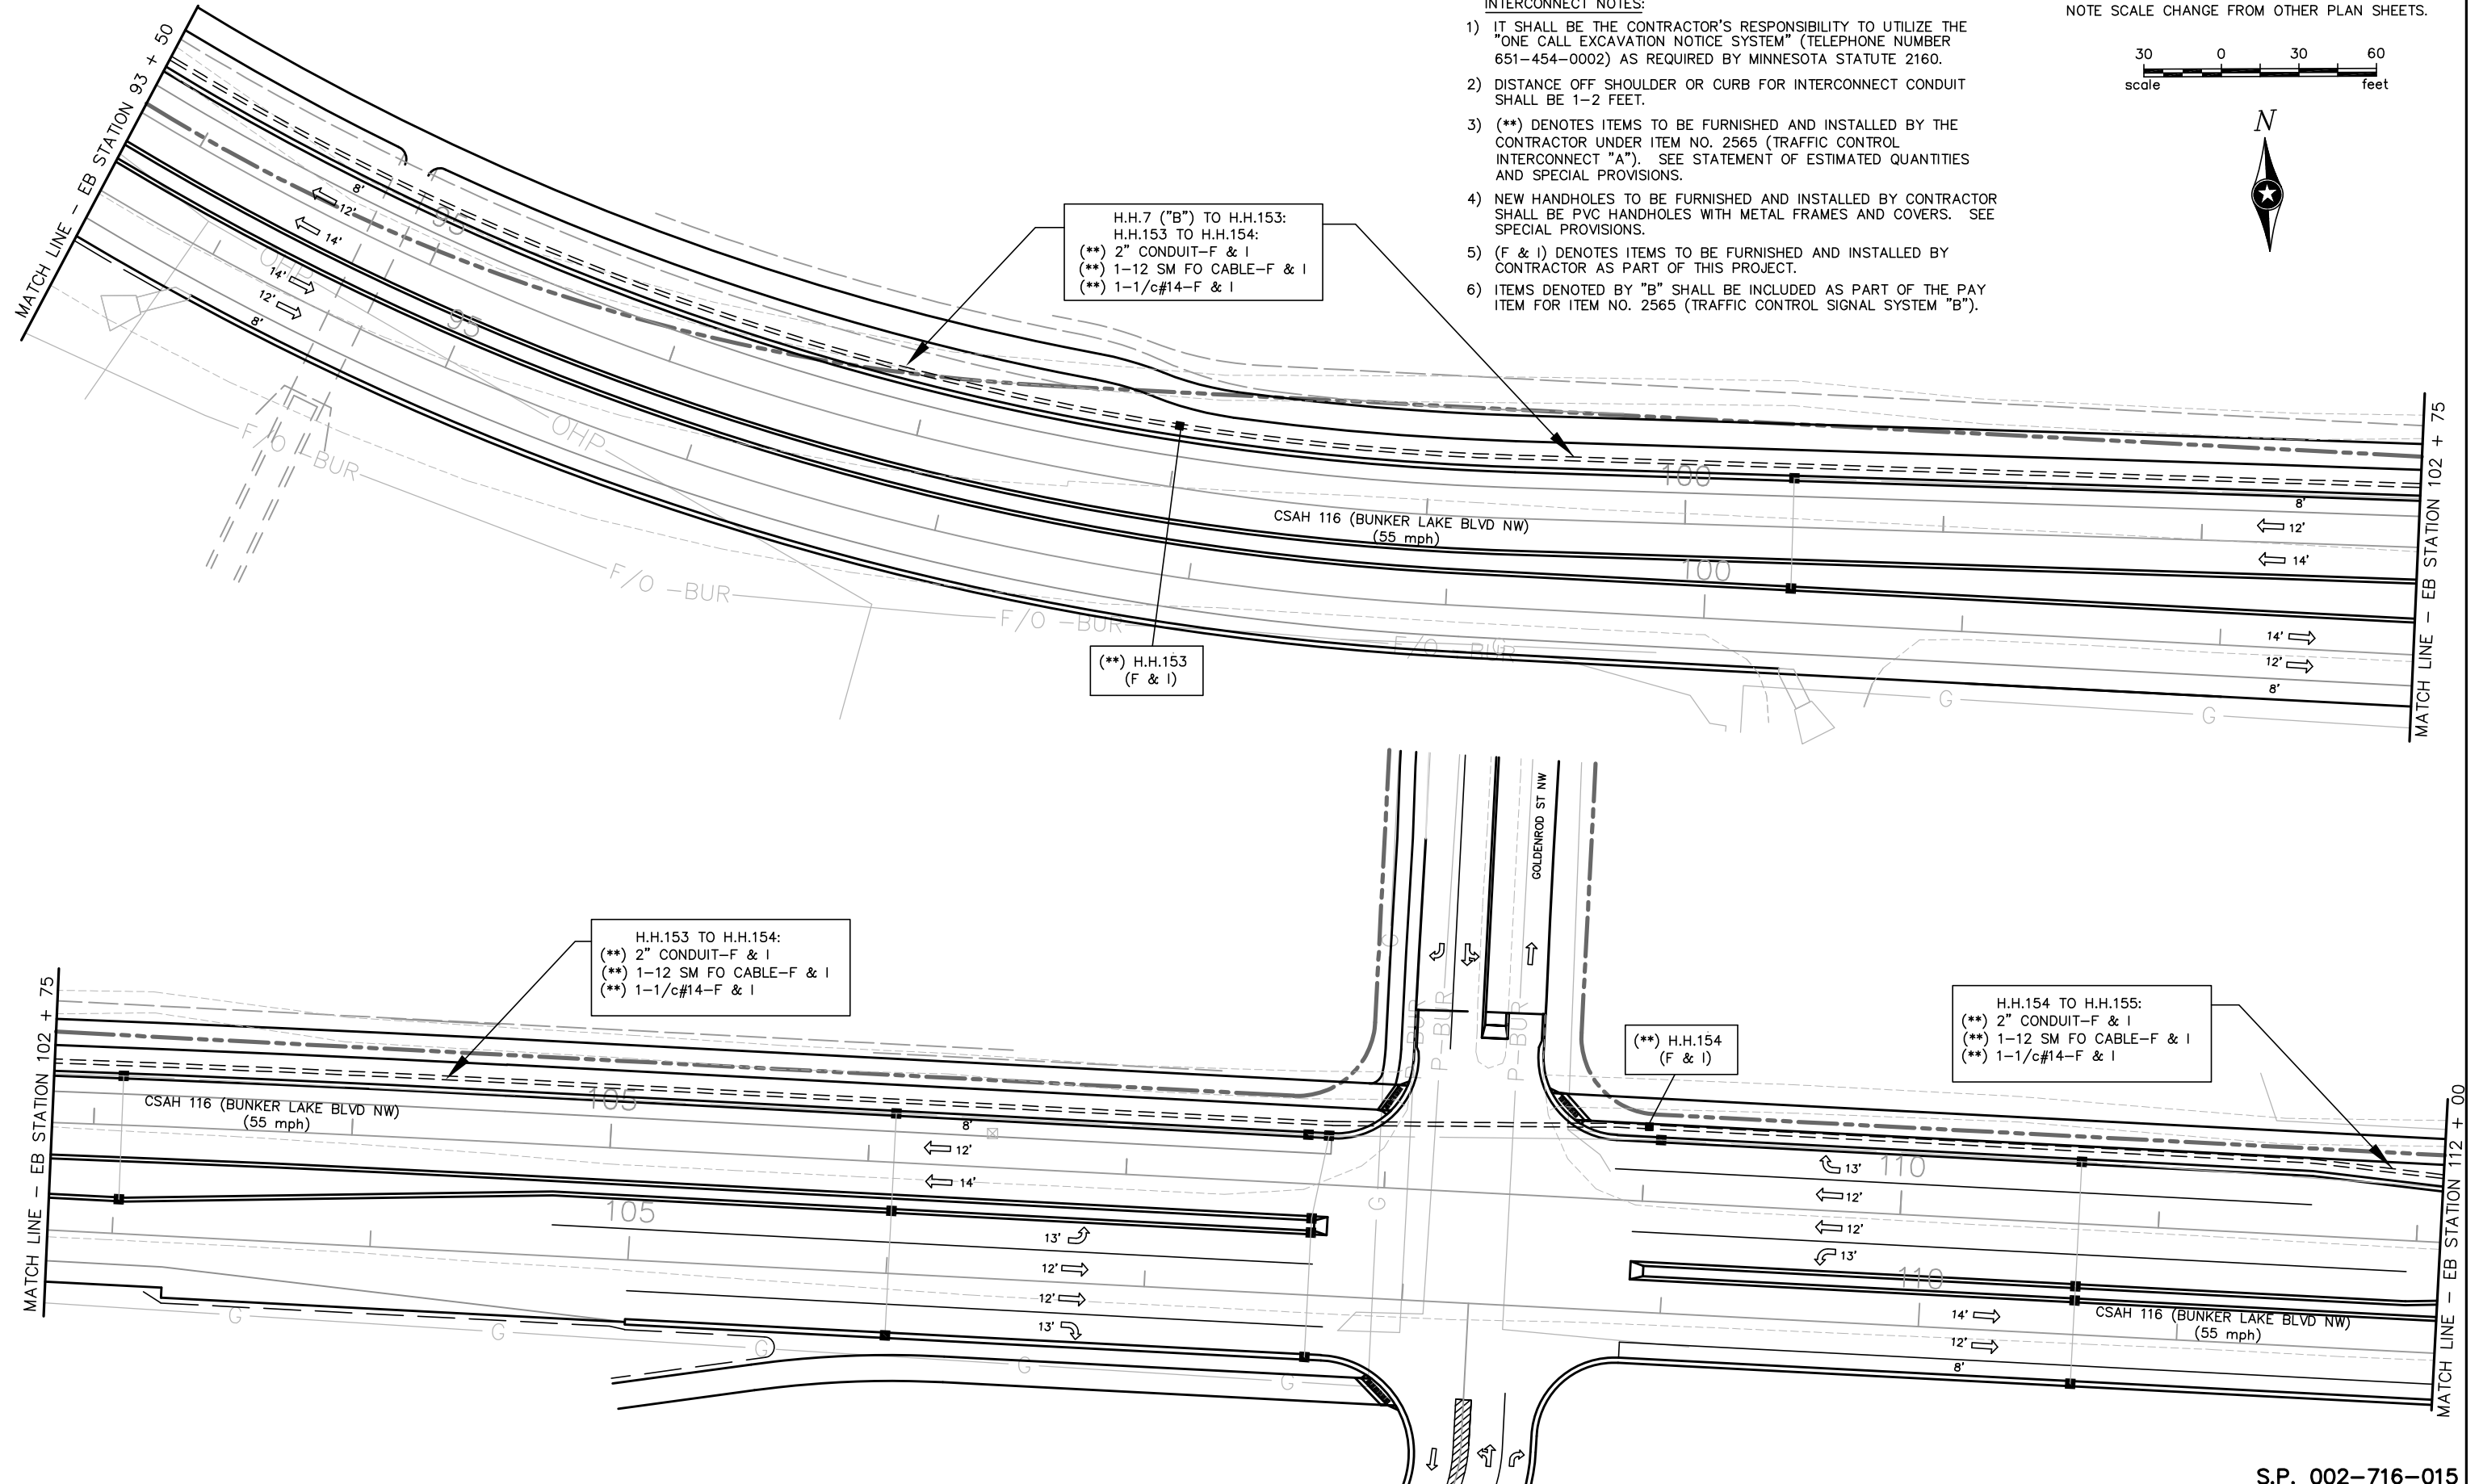 INTERCONNECT NOTES:
1) IT SHALL BE THE CONTRACTOR'S RESPONSIBILITY TO UTILIZE THE
"ONE CALL EXCAVATION NOTICE SYSTEM" (TELEPHONE NUMBER
651-454-0002) AS REQUIRED BY MINNESOTA STATUTE 2160.
2) DISTANCE OFF SHOULDER OR CURB FOR INTERCONNECT CONDUIT
SHALL BE 1-2 FEET.
3) (**) DENOTES ITEMS TO BE FURNISHED AND INSTALLED BY THE
CONTRACTOR UNDER ITEM NO. 2565 (TRAFFIC CONTROL
INTERCONNECT "A"). SEE STATEMENT OF ESTIMATED QUANTITIES
AND SPECIAL PROVISIONS.
4) NEW HANDHOLES TO BE FURNISHED AND INSTALLED BY CONTRACTOR
SHALL BE PVC HANDHOLES WITH METAL FRAMES AND COVERS. SEE
SPECIAL PROVISIONS.
5) (F & I) DENOTES ITEMS TO BE FURNISHED AND INSTALLED BY
CONTRACTOR AS PART OF THIS PROJECT.
6) ITEMS DENOTED BY "B" SHALL BE INCLUDED AS PART OF THE PAY
ITEM FOR ITEM NO. 2565 (TRAFFIC CONTROL SIGNAL SYSTEM "B").
NOTE SCALE CHANGE FROM OTHER PLAN SHEETS.
30 0 30 60
scale feet
N
MATCH LINE - EB STATION 93 + 50
8'
12'
95
14'
OHP
14'
12'
8'
95
F/O -BUR
OHP
F/O -BUR
F/O -BUR
F/O -BUR
G
H.H.7 ("B") TO H.H.153:
H.H.153 TO H.H.154:
(**) 2" CONDUIT-F & I
(**) 1-12 SM FO CABLE-F & I
(**) 1-1/c#14-F & I
(**) H.H.153
(F & I)
100
CSAH 116 (BUNKER LAKE BLVD NW)
(55 mph)
100
8'
12'
14'
14'
12'
8'
G
G
MATCH LINE - EB STATION 102 + 75
MATCH LINE - EB STATION 102 + 75
H.H.153 TO H.H.154:
(**) 2" CONDUIT-F & I
(**) 1-12 SM FO CABLE-F & I
(**) 1-1/c#14-F & I
CSAH 116 (BUNKER LAKE BLVD NW)
(55 mph)
105
8'
12'
14'
105
13'
12'
12'
13'
G
G
G
G
G
G
G
GOLDENROD ST NW
P BUR
P BUR
P BUR
(**) H.H.154
(F & I)
H.H.154 TO H.H.155:
(**) 2" CONDUIT-F & I
(**) 1-12 SM FO CABLE-F & I
(**) 1-1/c#14-F & I
13'
110
12'
12'
13'
110
14'
12'
8'
CSAH 116 (BUNKER LAKE BLVD NW)
(55 mph)
MATCH LINE - EB STATION 112 + 00
S.P. 002-716-015